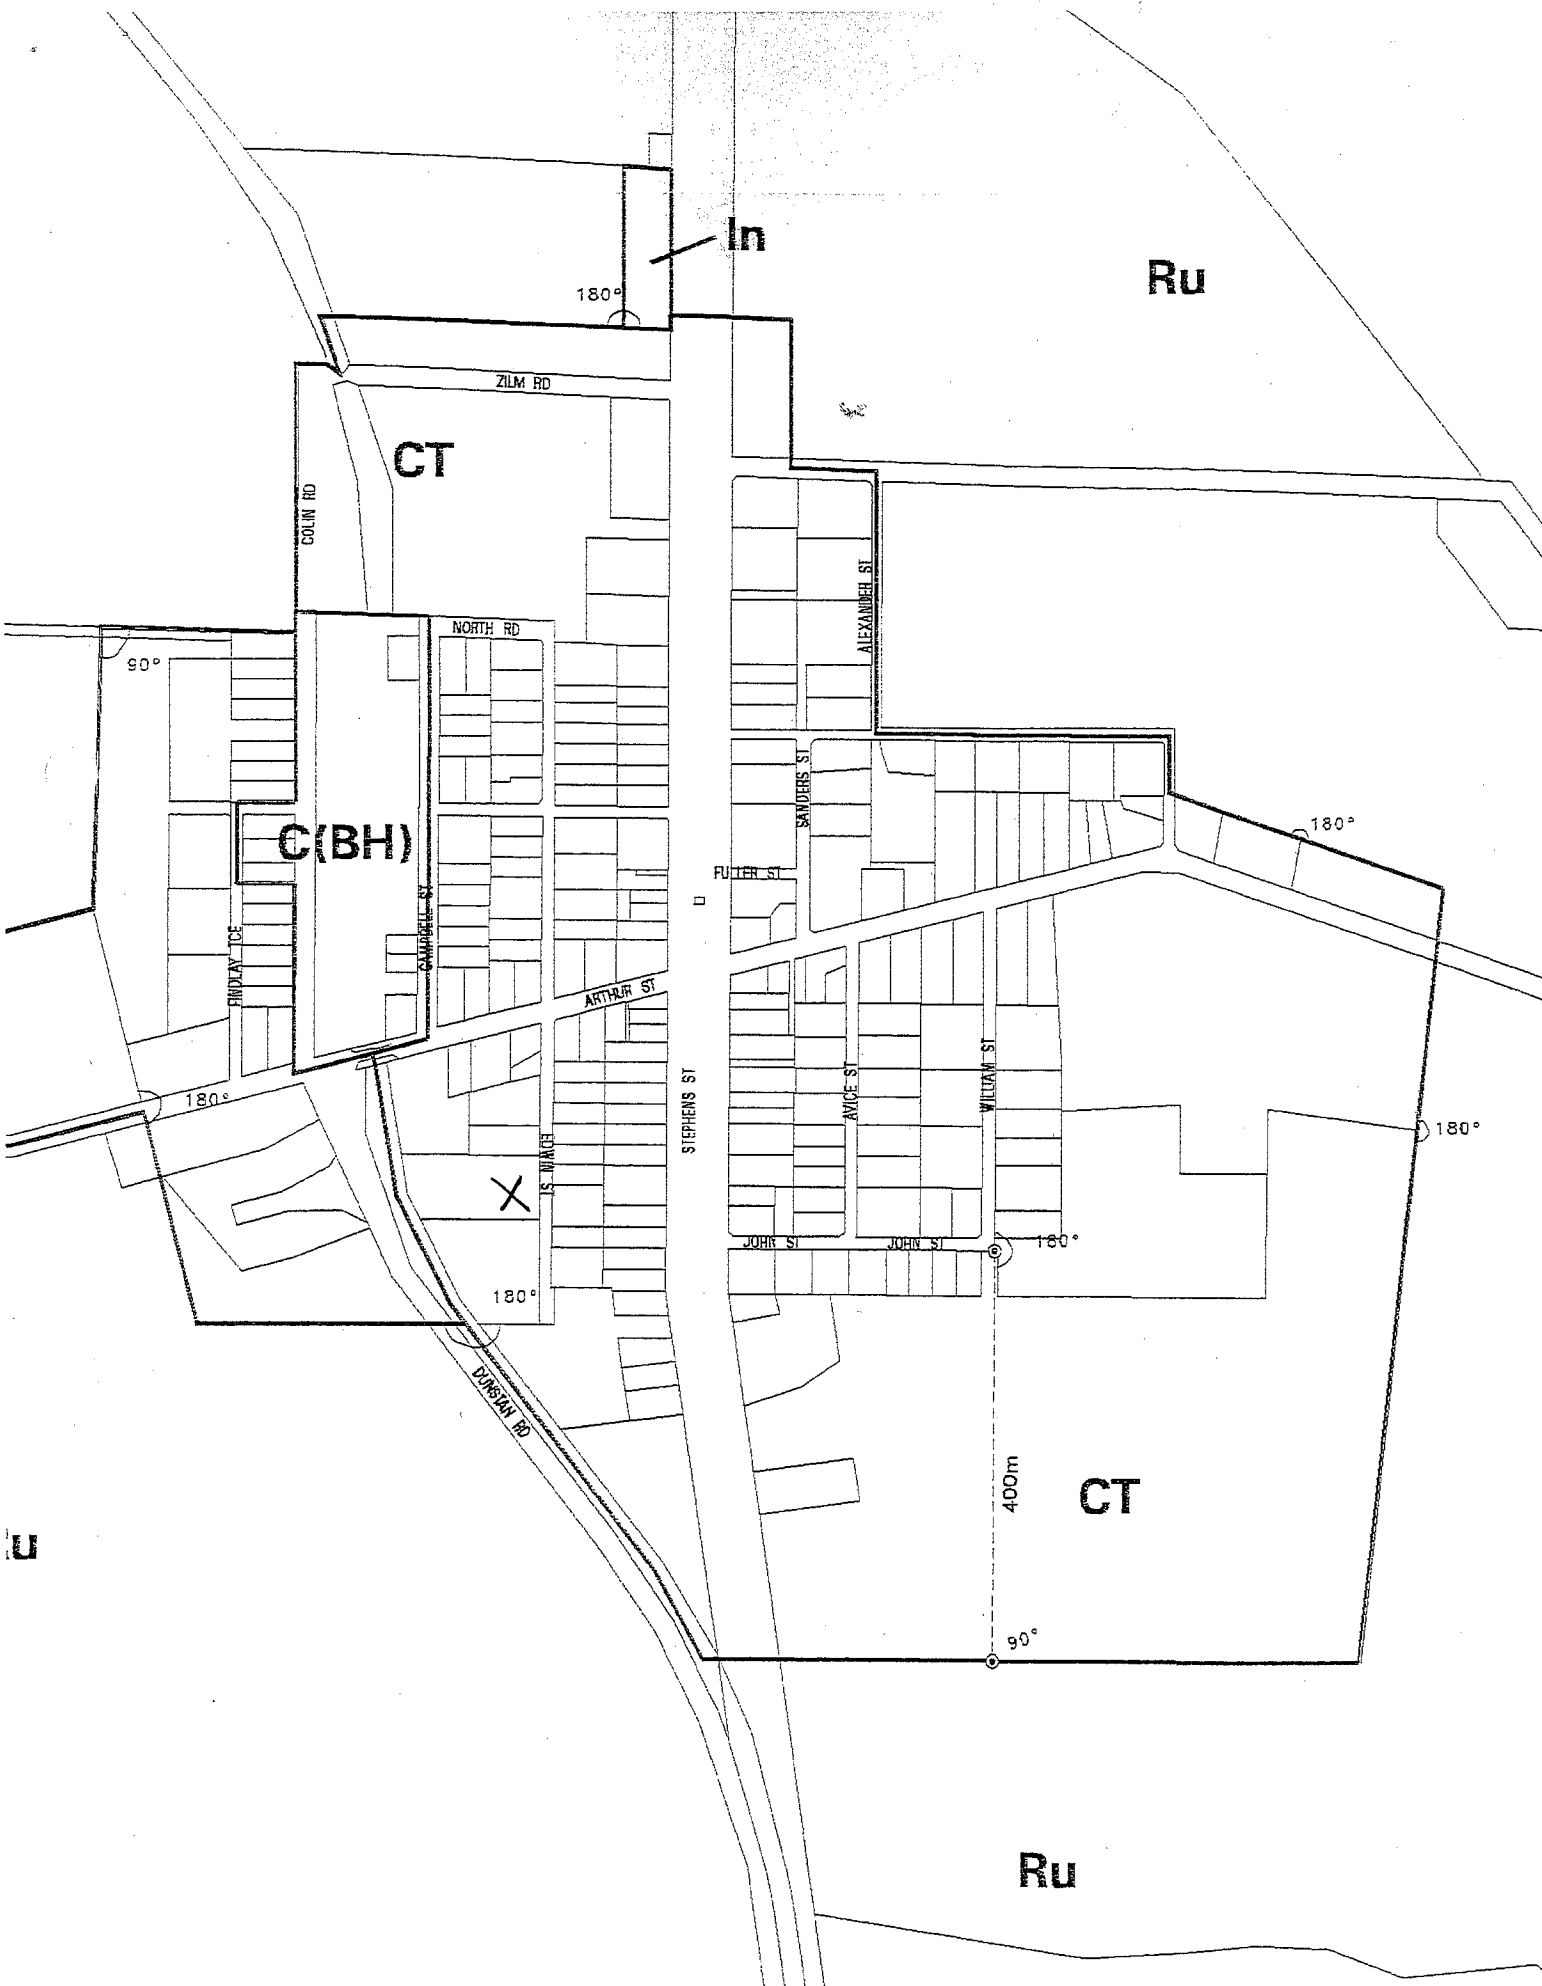 In
Ru
180°
ZILM RD
CT
COLIN RD
ALEXANDER ST
NORTH RD
90°
SANDERS ST
180°
C(BH)
FULLER ST
CAMPBELL ST
FINDLAY TCE
ARTHUR ST
STEPHENS ST
AVICE ST
WILLIAM ST
180°
180°
EDWIN ST
X
JOHN ST
JOHN ST
180°
180°
DUNSTAN RD
400m
CT
u
90°
Ru